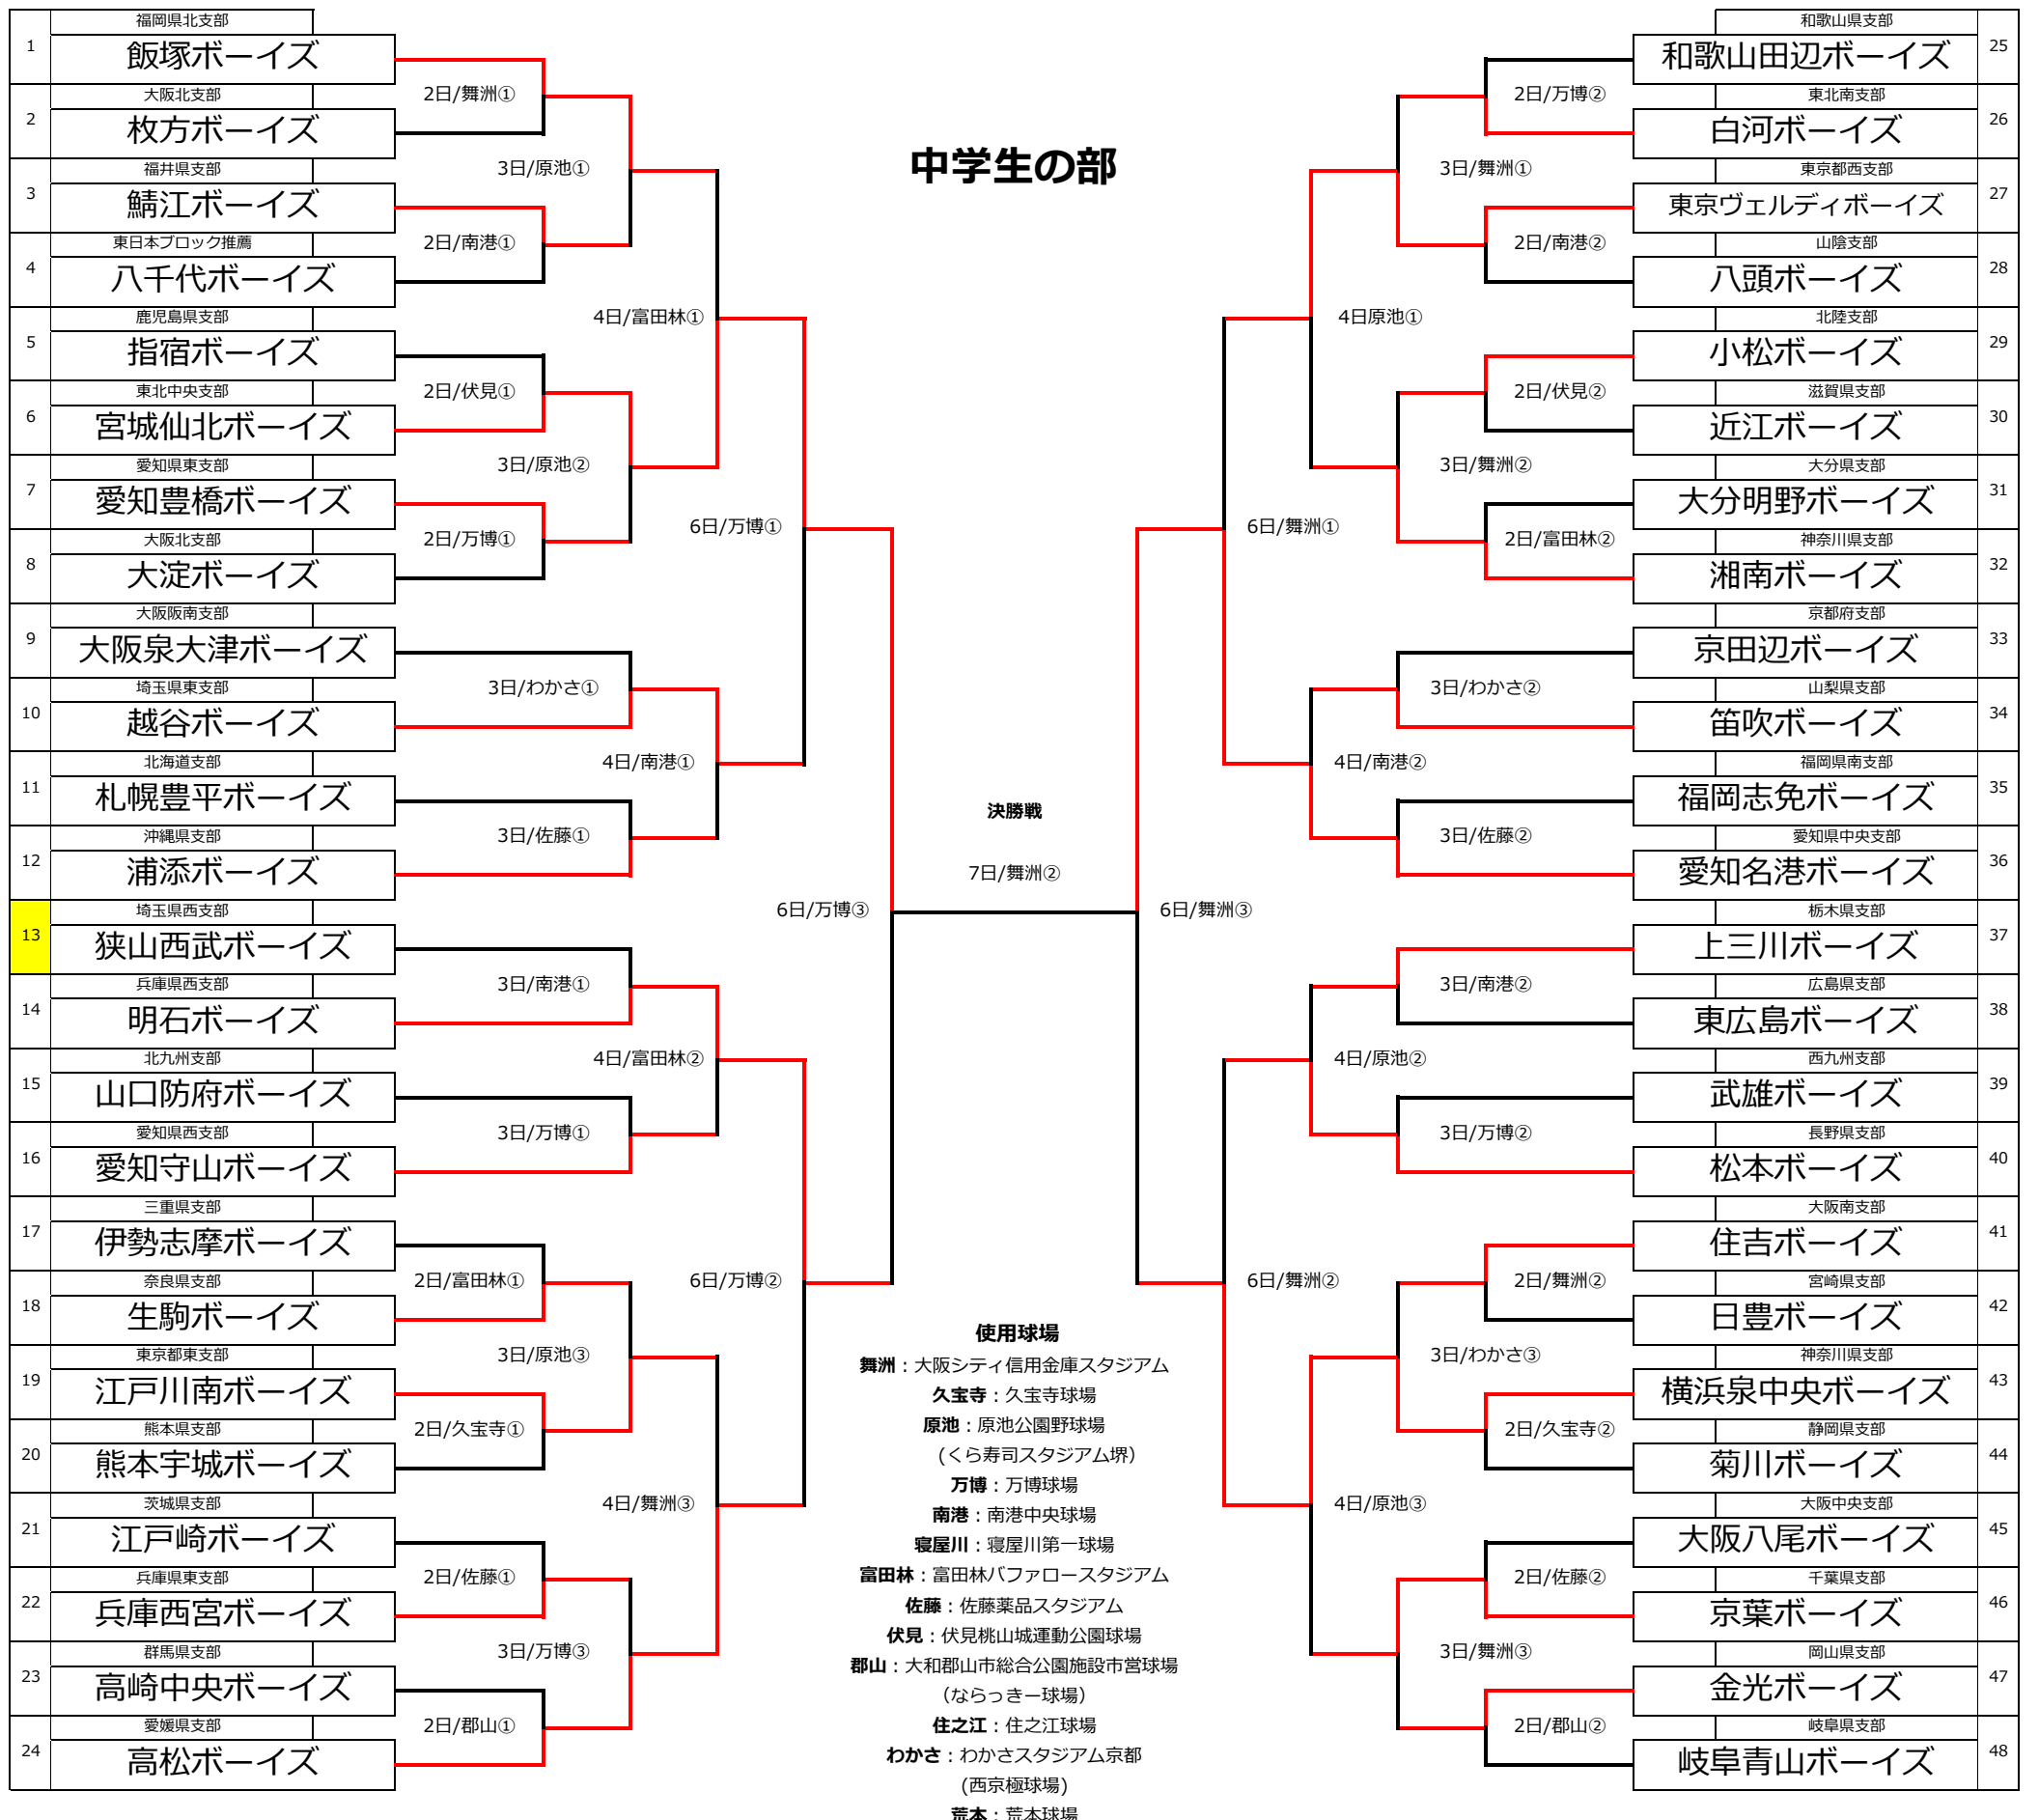 中学生の部
1
福岡県北支部
飯塚ボーイズ
2
大阪北支部
枚方ボーイズ
3
福井県支部
鯖江ボーイズ
4
東日本ブロック推薦
八千代ボーイズ
5
鹿児島県支部
指宿ボーイズ
6
東北中央支部
宮城仙北ボーイズ
7
愛知県東支部
愛知豊橋ボーイズ
8
大阪北支部
大淀ボーイズ
9
大阪阪南支部
大阪泉大津ボーイズ
10
埼玉県東支部
越谷ボーイズ
11
北海道支部
札幌豊平ボーイズ
12
沖縄県支部
浦添ボーイズ
13
埼玉県西支部
狭山西武ボーイズ
14
兵庫県西支部
明石ボーイズ
15
北九州支部
山口防府ボーイズ
16
愛知県西支部
愛知守山ボーイズ
17
三重県支部
伊勢志摩ボーイズ
18
奈良県支部
生駒ボーイズ
19
東京都東支部
江戸川南ボーイズ
20
熊本県支部
熊本宇城ボーイズ
21
茨城県支部
江戸崎ボーイズ
22
兵庫県東支部
兵庫西宮ボーイズ
23
群馬県支部
高崎中央ボーイズ
24
愛媛県支部
高松ボーイズ
2日/舞洲①
2日/南港①
2日/伏見①
2日/万博①
2日/富田林①
2日/久宝寺①
2日/佐藤①
2日/郡山①
3日/原池①
3日/原池②
3日/わかさ①
3日/佐藤①
3日/南港①
3日/万博①
3日/原池③
3日/万博③
4日/富田林①
4日/南港①
4日/富田林②
4日/舞洲③
6日/万博①
6日/万博②
6日/万博③
決勝戦
7日/舞洲②
6日/舞洲③
6日/舞洲①
6日/舞洲②
4日原池①
4日/南港②
4日/原池②
4日/原池③
3日/舞洲①
3日/舞洲②
3日/わかさ②
3日/佐藤②
3日/南港②
3日/万博②
3日/わかさ③
3日/舞洲③
2日/万博②
2日/南港②
2日/伏見②
2日/富田林②
2日/舞洲②
2日/久宝寺②
2日/佐藤②
2日/郡山②
和歌山県支部
和歌山田辺ボーイズ
25
東北南支部
白河ボーイズ
26
東京都西支部
東京ヴェルディボーイズ
27
山陰支部
八頭ボーイズ
28
北陸支部
小松ボーイズ
29
滋賀県支部
近江ボーイズ
30
大分県支部
大分明野ボーイズ
31
神奈川県支部
湘南ボーイズ
32
京都府支部
京田辺ボーイズ
33
山梨県支部
笛吹ボーイズ
34
福岡県南支部
福岡志免ボーイズ
35
愛知県中央支部
愛知名港ボーイズ
36
栃木県支部
上三川ボーイズ
37
広島県支部
東広島ボーイズ
38
西九州支部
武雄ボーイズ
39
長野県支部
松本ボーイズ
40
大阪南支部
住吉ボーイズ
41
宮崎県支部
日豊ボーイズ
42
神奈川県支部
横浜泉中央ボーイズ
43
静岡県支部
菊川ボーイズ
44
大阪中央支部
大阪八尾ボーイズ
45
千葉県支部
京葉ボーイズ
46
岡山県支部
金光ボーイズ
47
岐阜県支部
岐阜青山ボーイズ
48
使用球場
舞洲：大阪シティ信用金庫スタジアム
久宝寺：久宝寺球場
原池：原池公園野球場
(くら寿司スタジアム堺）
万博：万博球場
南港：南港中央球場
寝屋川：寝屋川第一球場
富田林：富田林バファロースタジアム
佐藤：佐藤薬品スタジアム
伏見：伏見桃山城運動公園球場
郡山：大和郡山市総合公園施設市営球場
（ならっきー球場）
住之江：住之江球場
わかさ：わかさスタジアム京都
(西京極球場)
荒本：荒本球場